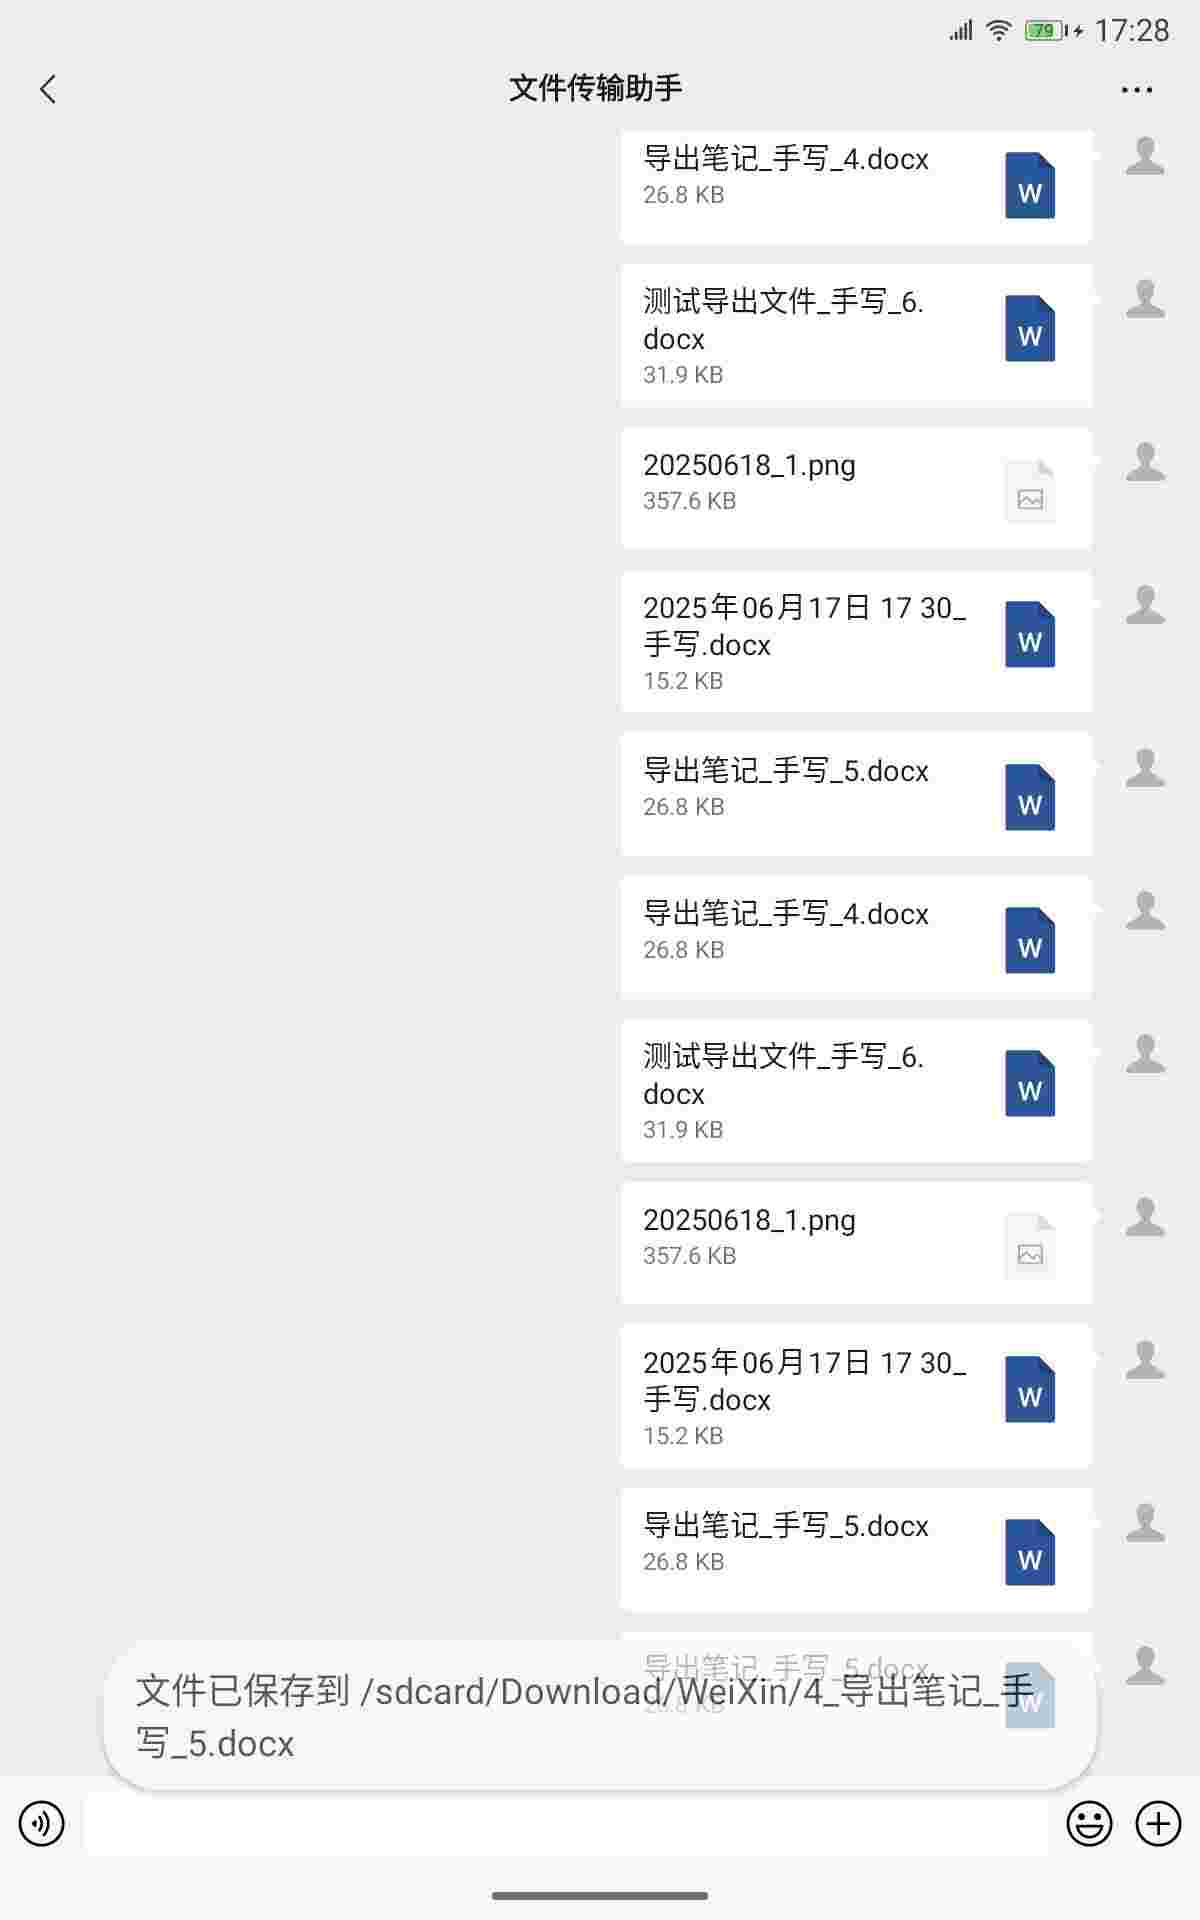 79 17:28
文件传输助手
导出笔记_手写_4.docx
26.8 KB
W
测试导出文件_手写_6.
docx
31.9 KB
W
20250618_1.png
357.6 KB
2025年06月17日 17 30_
手写.docx
15.2 KB
W
导出笔记_手写_5.docx
26.8 KB
W
导出笔记_手写_4.docx
26.8 KB
W
测试导出文件_手写_6.
docx
31.9 KB
W
20250618_1.png
357.6 KB
2025年06月17日 17 30_
手写.docx
15.2 KB
W
导出笔记_手写_5.docx
26.8 KB
W
导出笔记_手写_5.docx
26.8 KB
W
文件已保存到 /sdcard/Download/WeiXin/4_导出笔记_手
写_5.docx